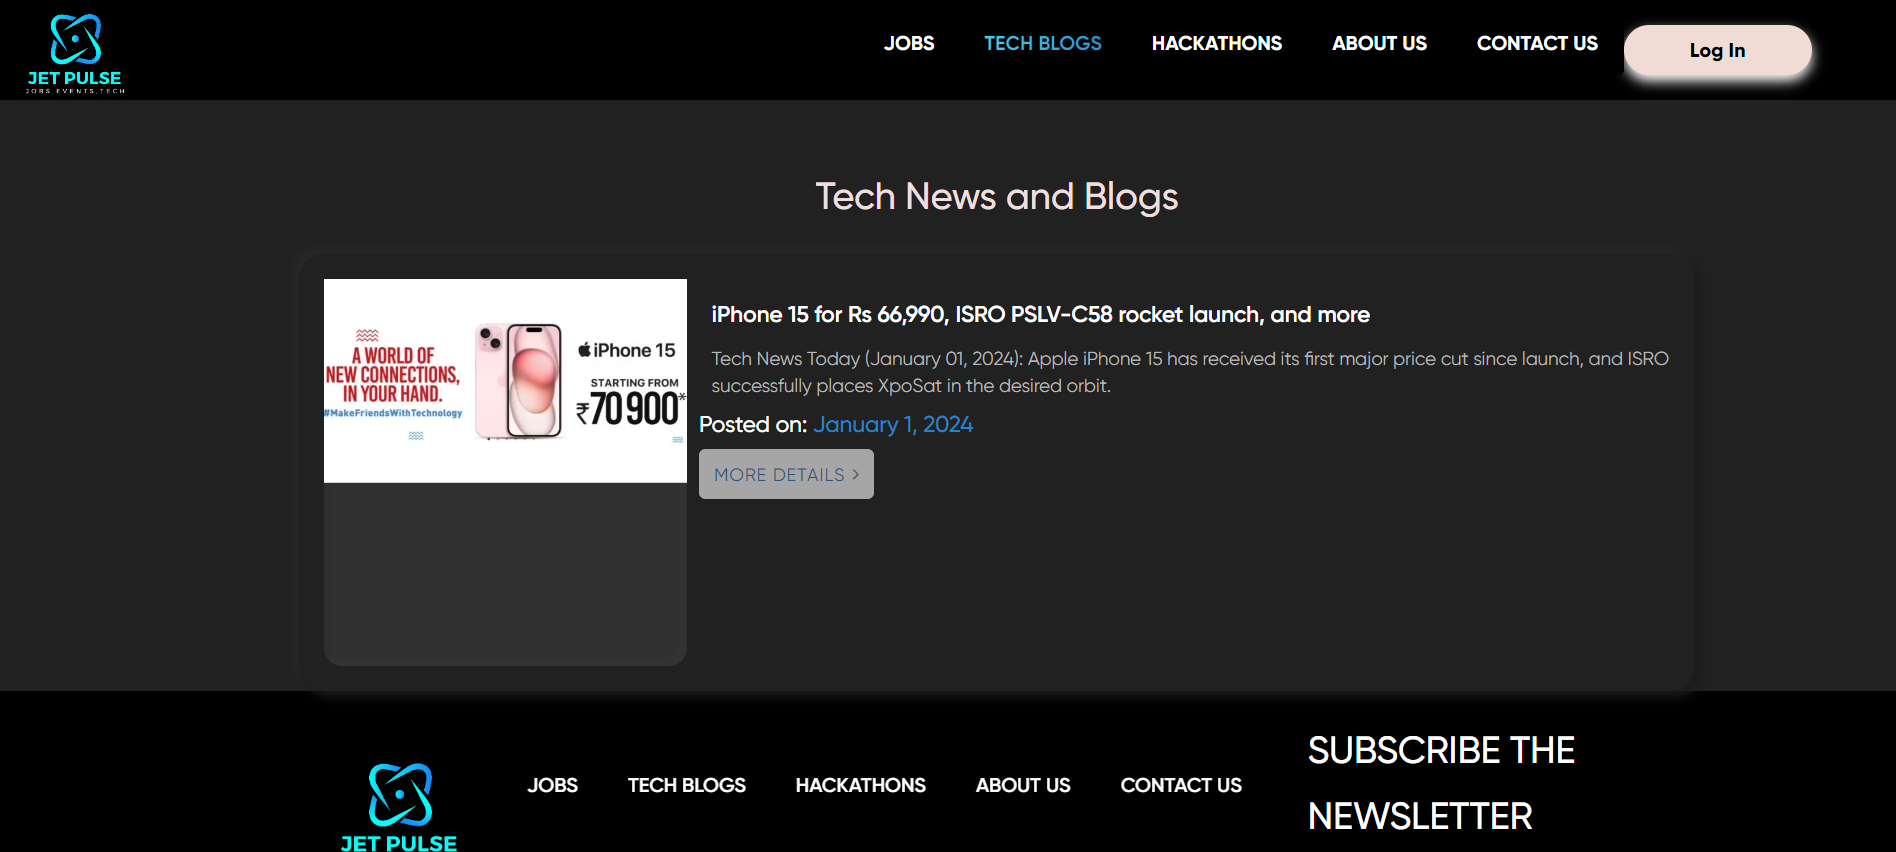 JET PULSE
JOBS,EVENTS,TECH
JOBS TECH BLOGS HACKATHONS ABOUT US CONTACT US Log In
Tech News and Blogs
A WORLD OF
NEW CONNECTIONS,
IN YOUR HAND.
#MakeFriendsWithTechnology
iPhone 15
STARTING FROM
₹70900*
iPhone 15 for Rs 66,990, ISRO PSLV-C58 rocket launch, and more
Tech News Today (January 01, 2024): Apple iPhone 15 has received its first major price cut since launch, and ISRO
successfully places XpoSat in the desired orbit.
Posted on: January 1, 2024
MORE DETAILS >
JET PULSE
JOBS TECH BLOGS HACKATHONS ABOUT US CONTACT US
SUBSCRIBE THE
NEWSLETTER